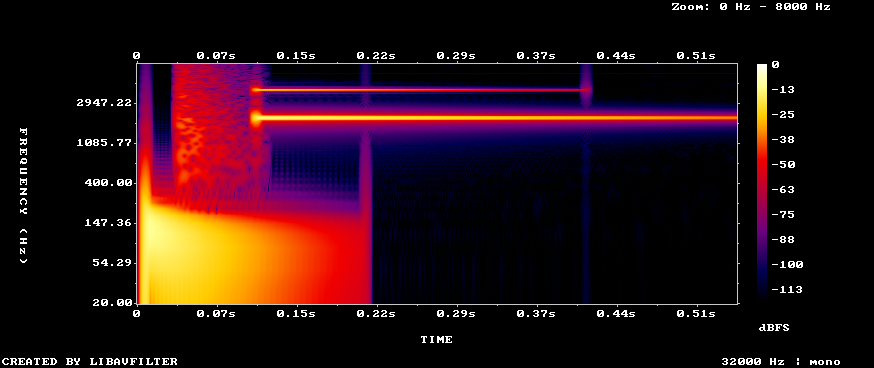 Zoom: 0 Hz - 8000 Hz
0 0.07s 0.15s 0.22s 0.29s 0.37s 0.44s 0.51s
0
2947.22
-13
-25
1085.77
-38
-50
400.00
-63
147.36
-75
-88
54.29
-100
-113
20.00
FREQUENCY (Hz)
0 0.07s 0.15s 0.22s 0.29s 0.37s 0.44s 0.51s
dBFS
TIME
CREATED BY LIBAVFILTER
32000 Hz | mono